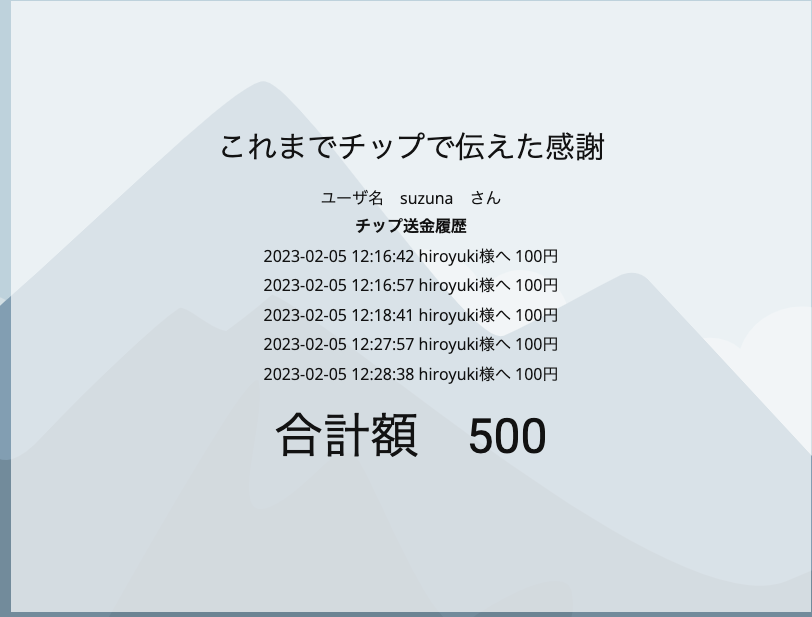 これまでチップで伝えた感謝
ユーザ名　suzuna　さん
チップ送金履歴
2023-02-05 12:16:42 hiroyuki様へ 100円
2023-02-05 12:16:57 hiroyuki様へ 100円
2023-02-05 12:18:41 hiroyuki様へ 100円
2023-02-05 12:27:57 hiroyuki様へ 100円
2023-02-05 12:28:38 hiroyuki様へ 100円
合計額　500